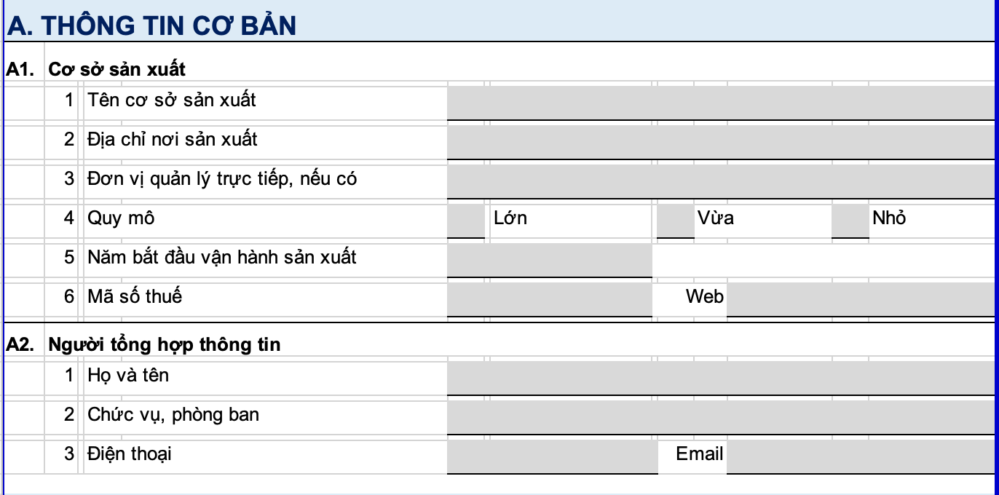 A. THÔNG TIN CƠ BẢN
A1. Cơ sở sản xuất
1 Tên cơ sở sản xuất
2 Địa chỉ nơi sản xuất
3 Đơn vị quản lý trực tiếp, nếu có
4 Quy mô Lớn Vừa Nhỏ
5 Năm bắt đầu vận hành sản xuất
6 Mã số thuế Web
A2. Người tổng hợp thông tin
1 Họ và tên
2 Chức vụ, phòng ban
3 Điện thoại Email